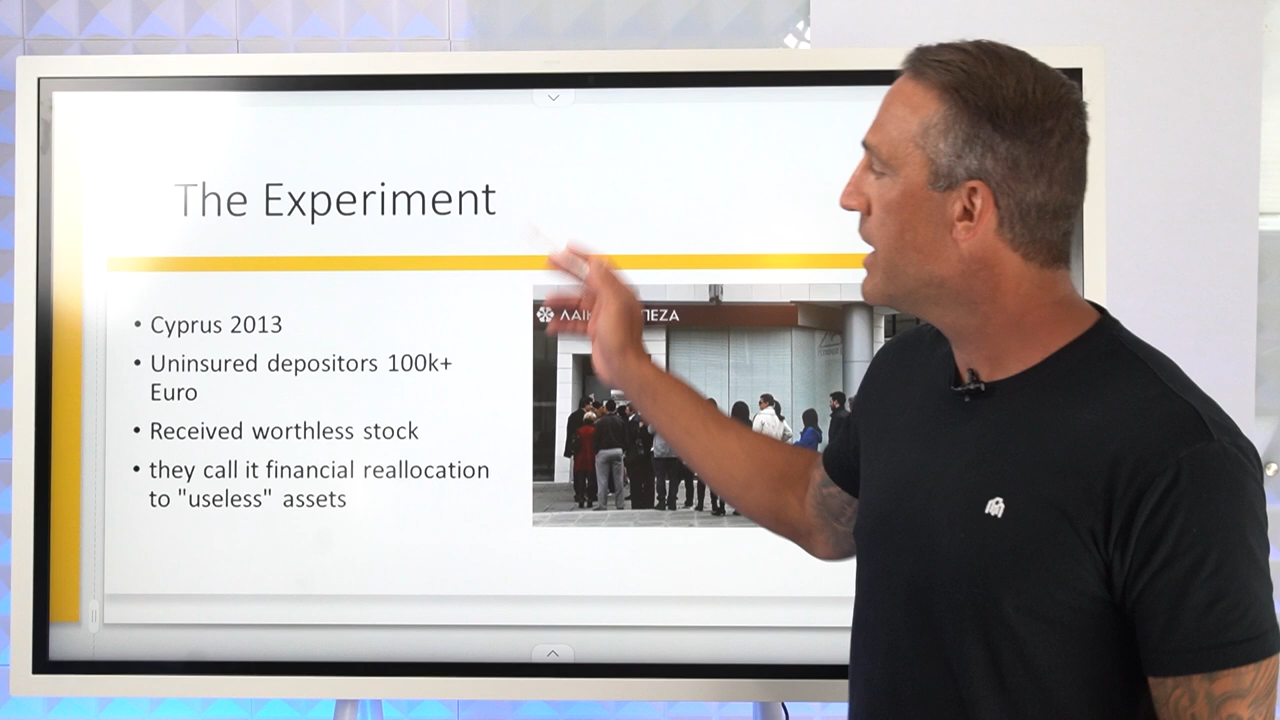 The Experiment
• Cyprus 2013
• Uninsured depositors 100k+
Euro
• Received worthless stock
• they call it financial reallocation
to "useless" assets